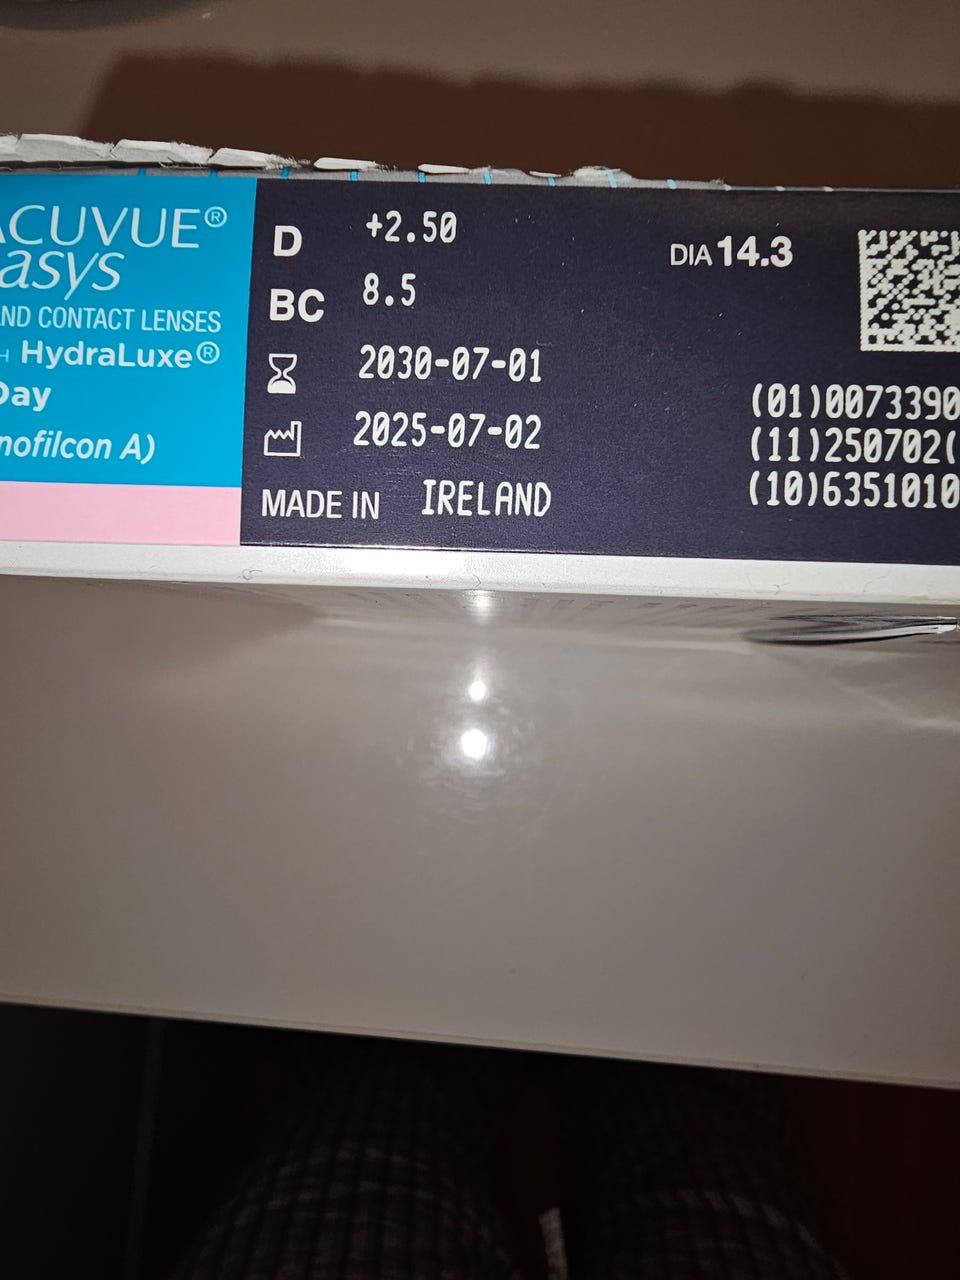 ACUVUE®
asys
AND CONTACT LENSES
HydraLuxe®
Day
nofilcon A)
D +2.50
BC 8.5
2030-07-01
2025-07-02
MADE IN IRELAND
DIA 14.3
(01)0073390
(11)250702(
(10)6351010